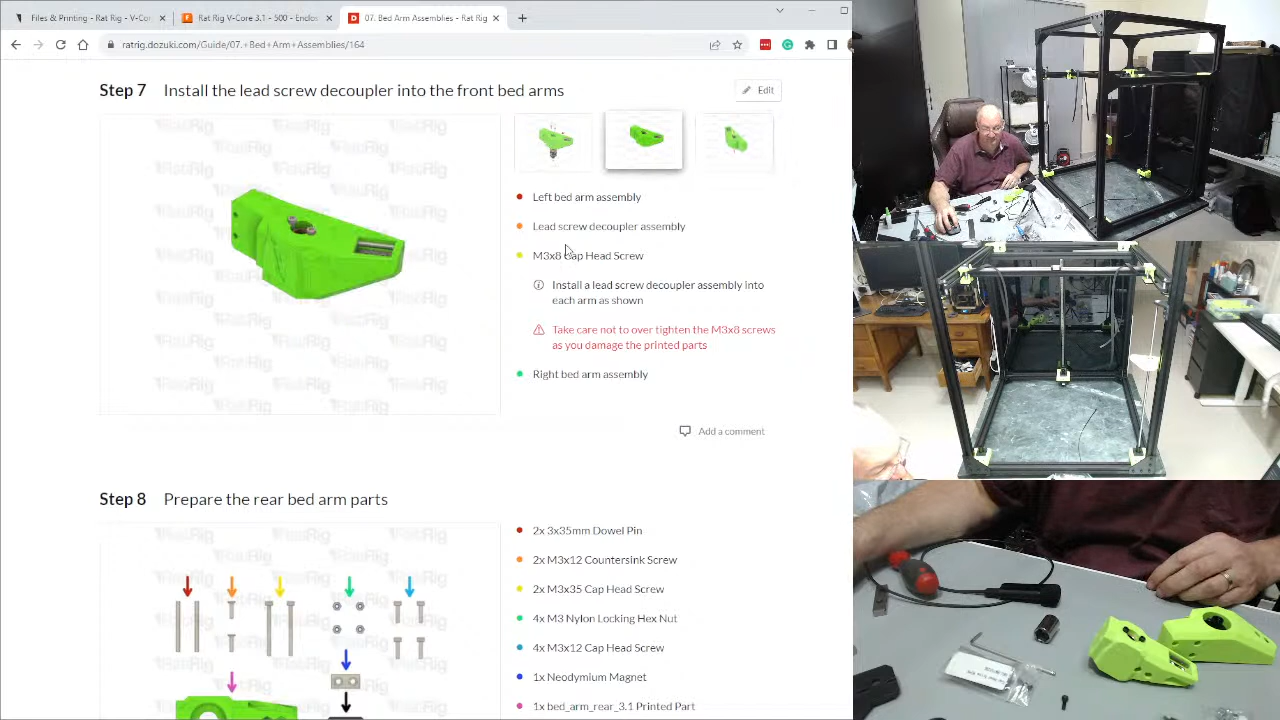 Files & Printing - Rat Rig V-Co
Rat Rig V-Core 3.1 - 500 - Enclos
07. Bed Arm Assemblies - Rat Rig
ratrig.dozuki.com/Guide/07.+Bed+Arm+Assemblies/164
Step 7 Install the lead screw decoupler into the front bed arms
Edit
Left bed arm assembly
Lead screw decoupler assembly
M3x8 Cap Head Screw
Install a lead screw decoupler assembly into
each arm as shown
Take care not to over tighten the M3x8 screws
as you damage the printed parts
Right bed arm assembly
Add a comment
Step 8 Prepare the rear bed arm parts
2x 3x35mm Dowel Pin
2x M3x12 Countersink Screw
2x M3x35 Cap Head Screw
4x M3 Nylon Locking Hex Nut
4x M3x12 Cap Head Screw
1x Neodymium Magnet
1x bed_arm_rear_3.1 Printed Part